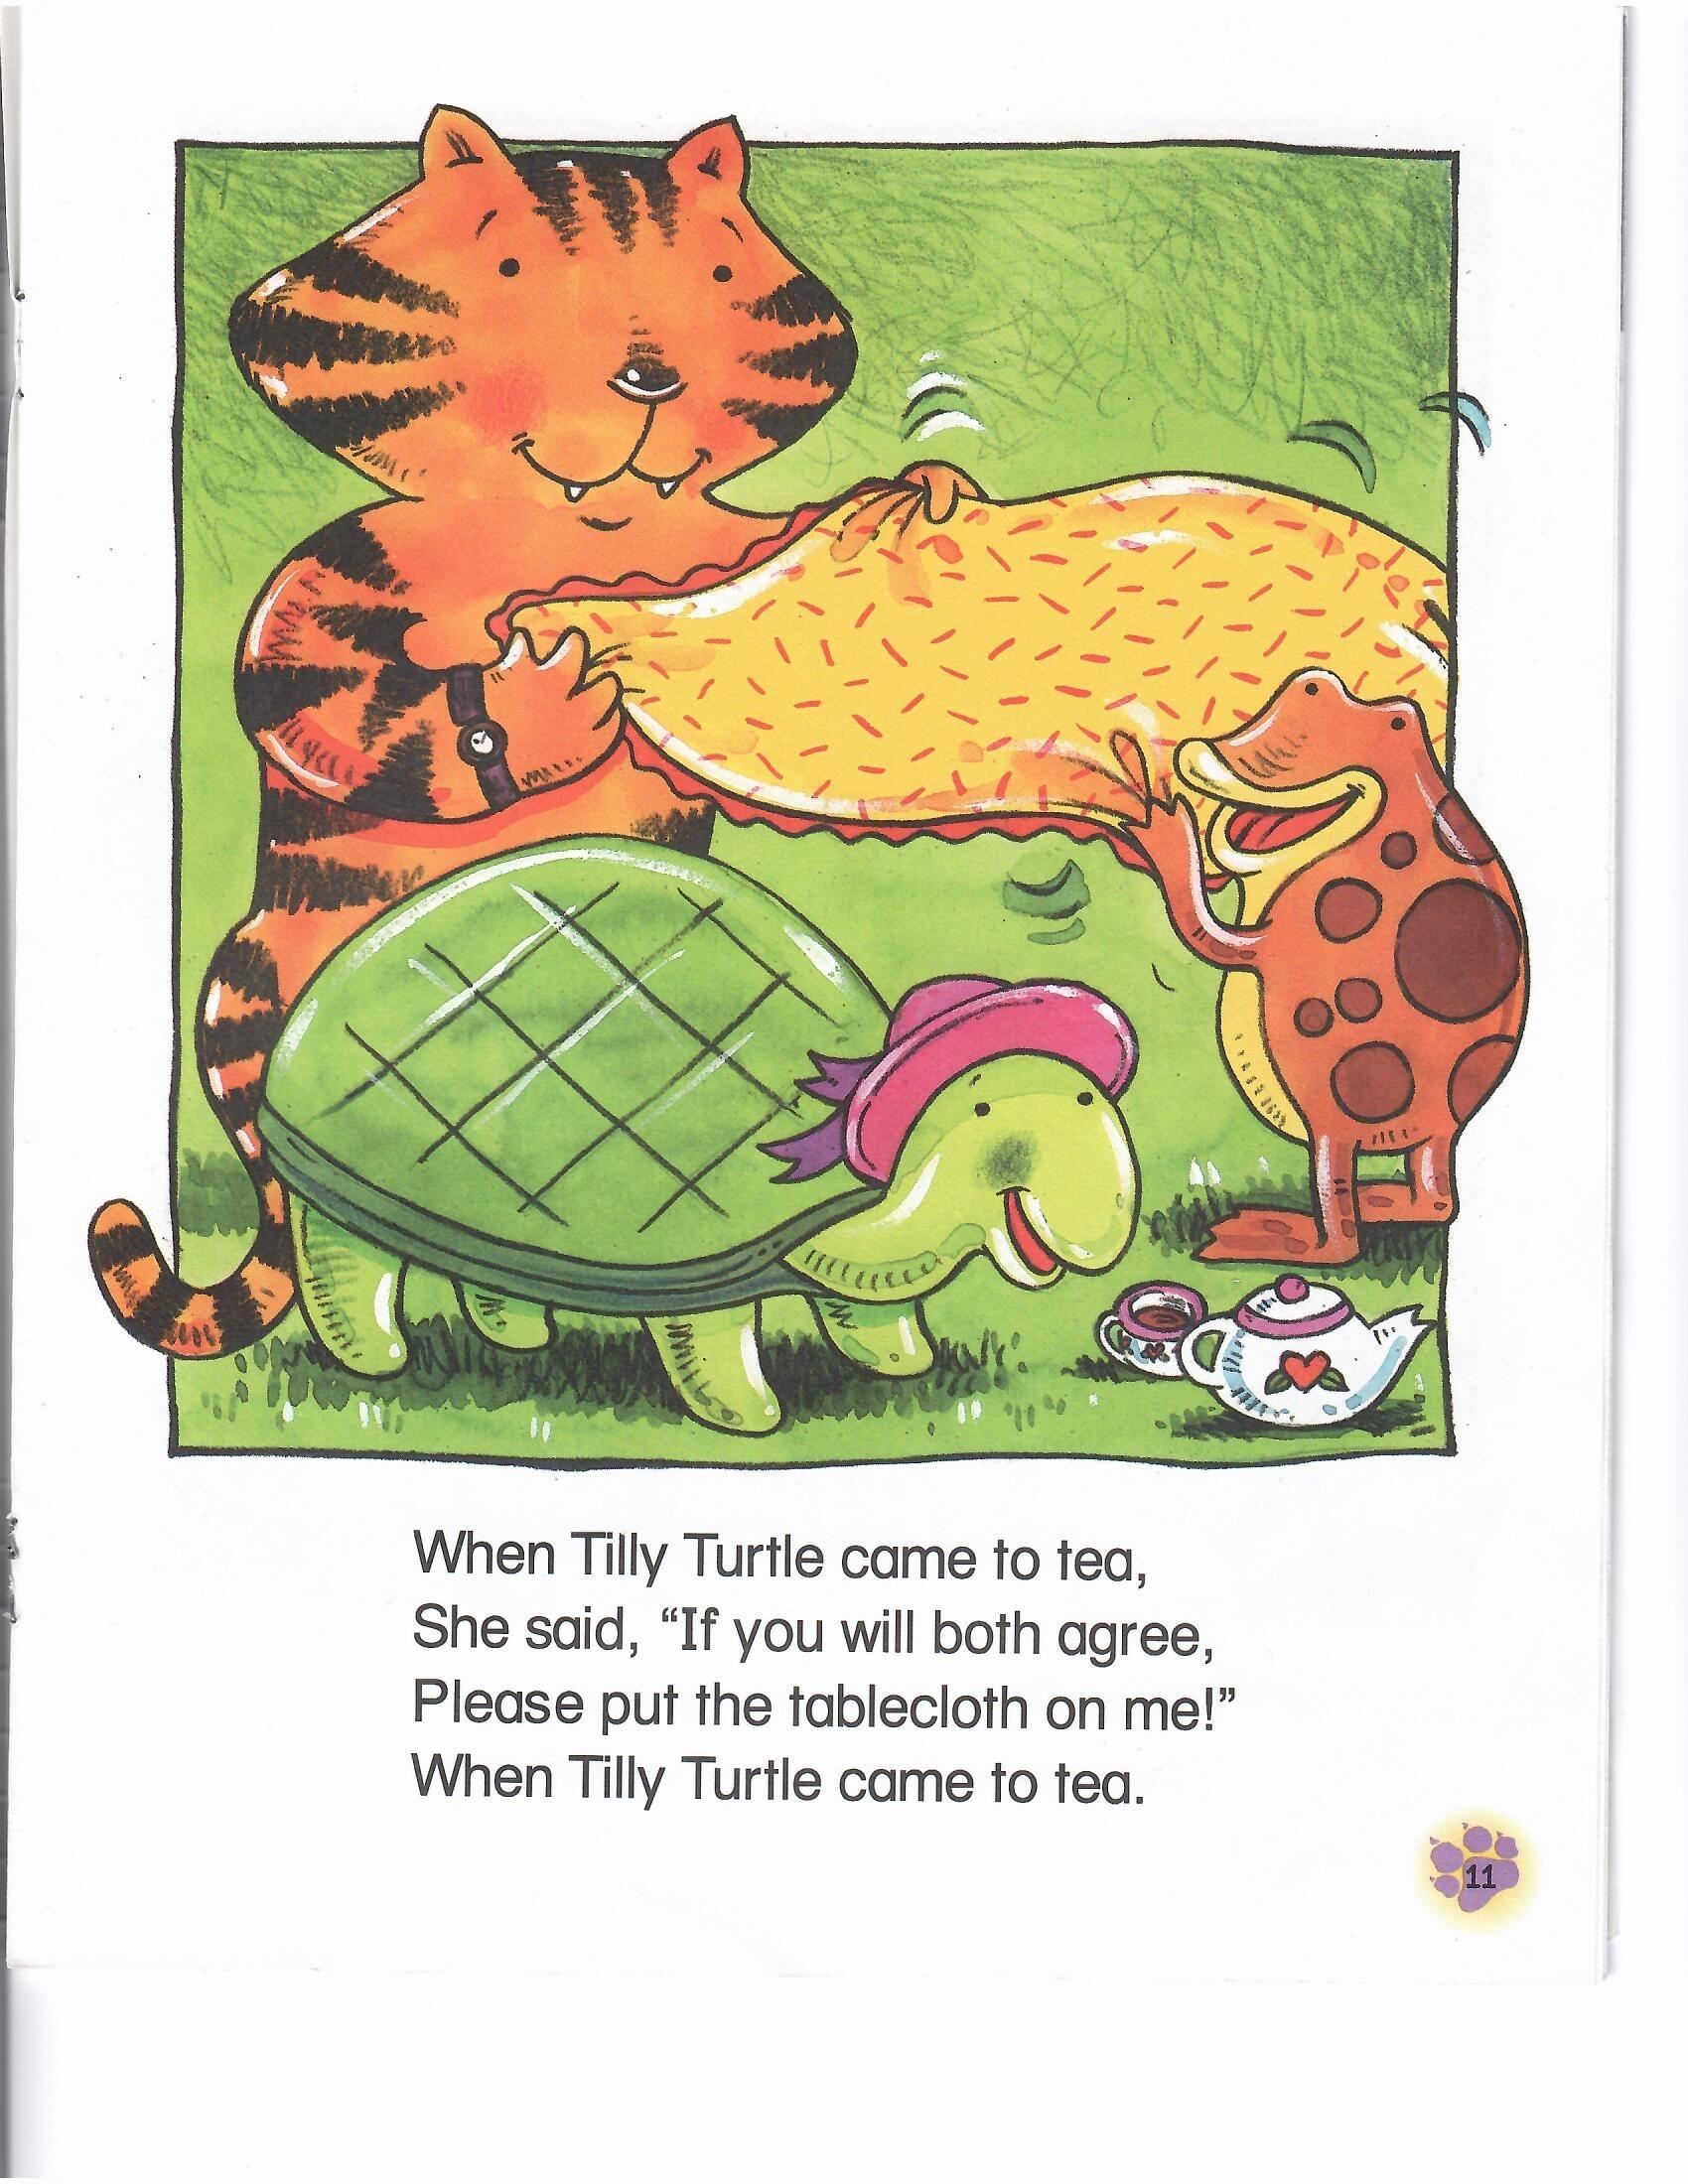 When Tilly Turtle came to tea,
She said, “If you will both agree,
Please put the tablecloth on me!”
When Tilly Turtle came to tea.
11